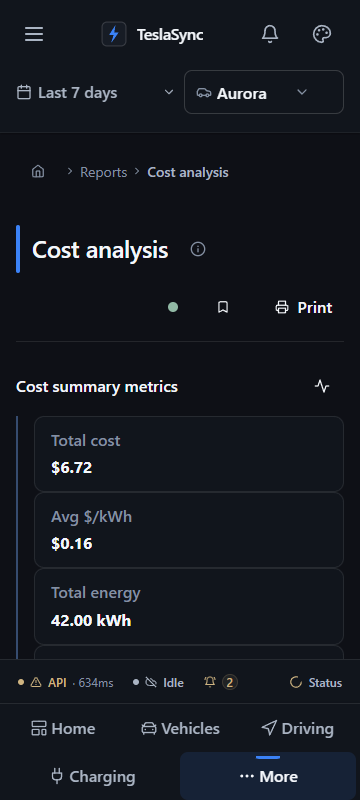 TeslaSync
Last 7 days
Aurora
Reports
Cost analysis
Cost analysis
Print
Cost summary metrics
Total cost
$6.72
Avg $/kWh
$0.16
Total energy
42.00 kWh
API · 634ms
Idle
2
Status
Home
Vehicles
Driving
Charging
More